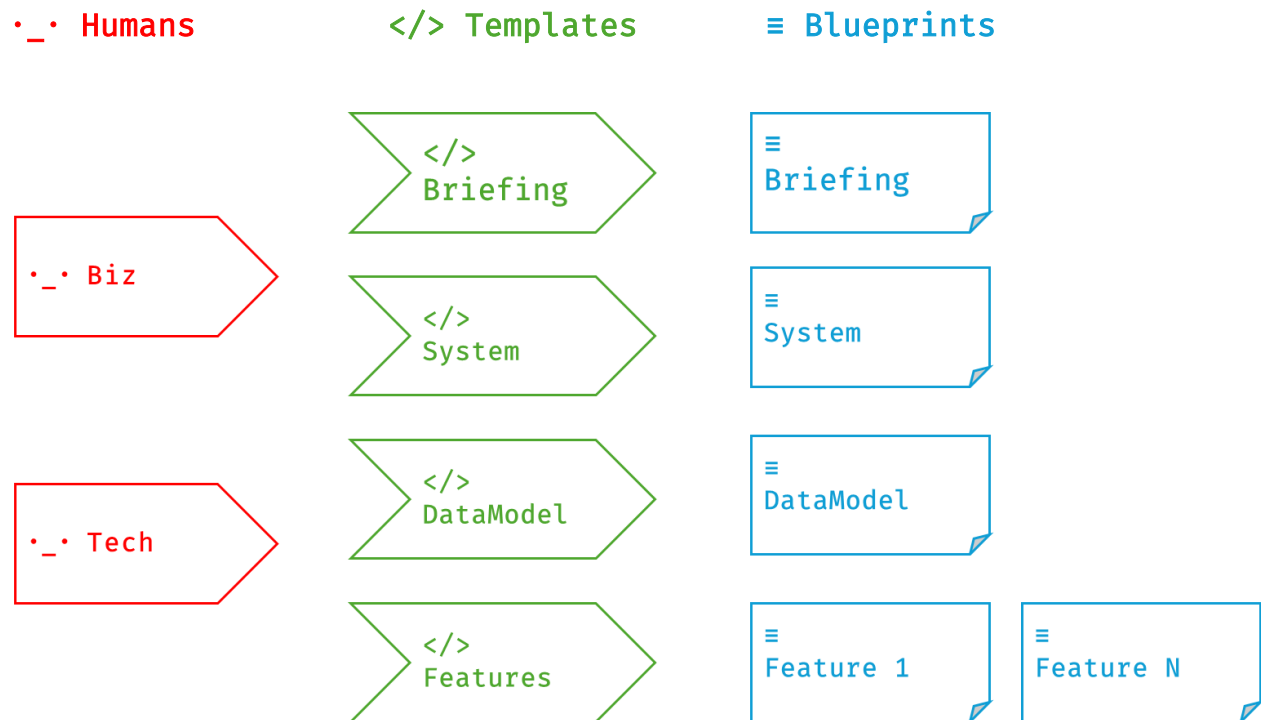 ·_· Humans
</> Templates
≡ Blueprints
</>
Briefing
≡
Briefing
·_· Biz
</>
System
≡
System
</>
DataModel
≡
DataModel
·_· Tech
</>
Features
≡
Feature 1
≡
Feature N